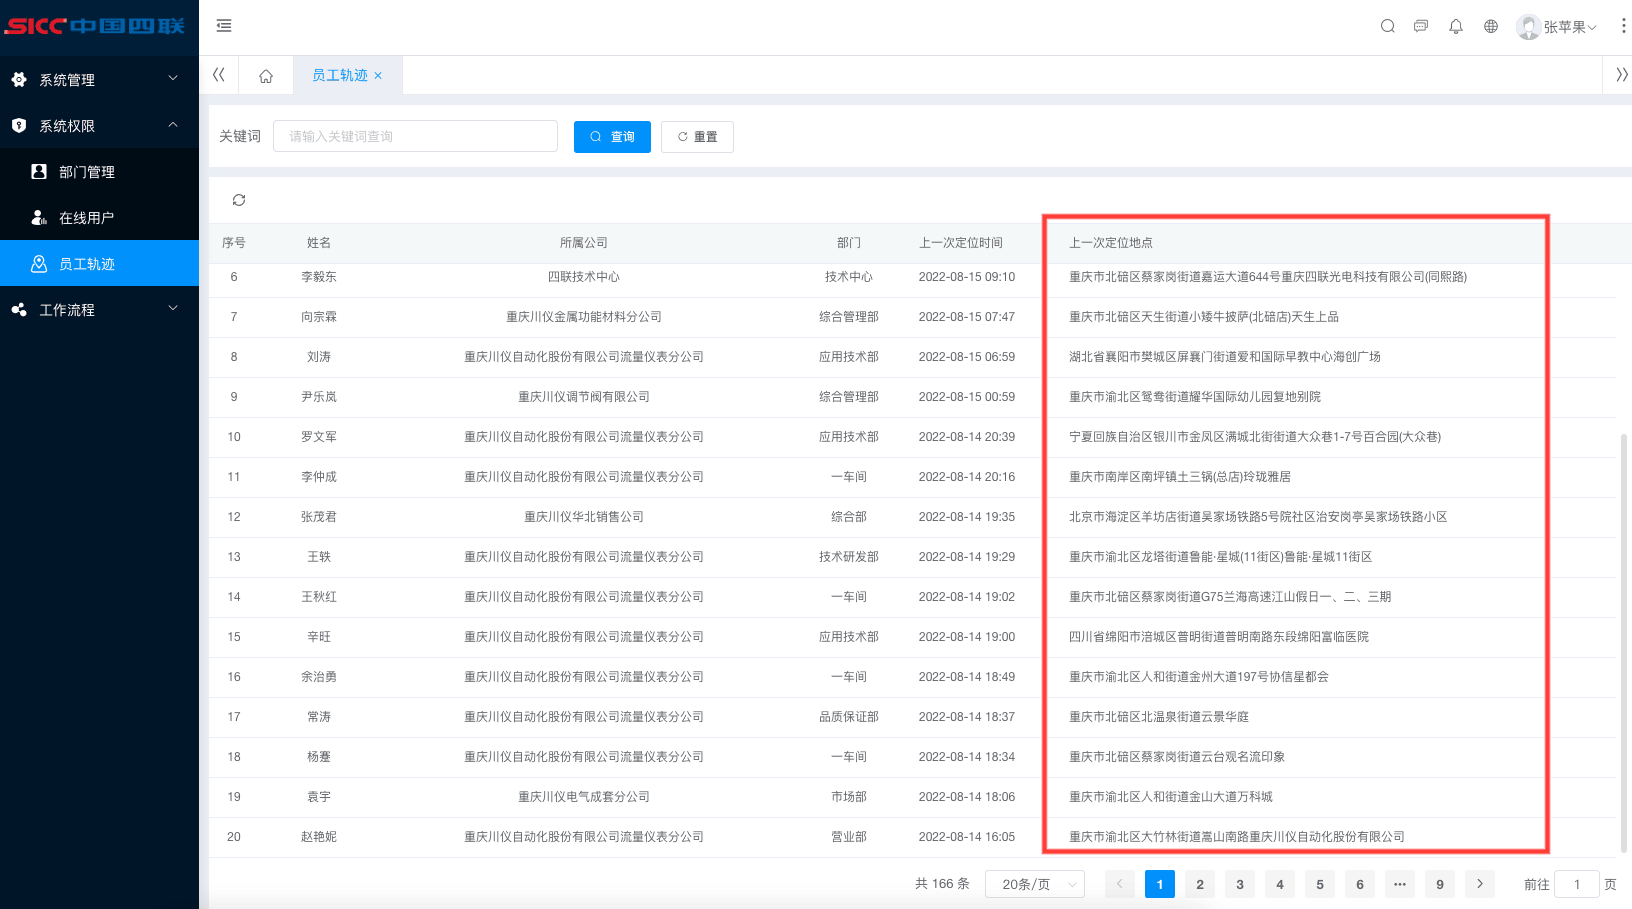 SICC中国四联
张苹果
系统管理
系统权限
部门管理
在线用户
员工轨迹
工作流程
员工轨迹 ×
关键词 请输入关键词查询 查询 重置
序号 姓名 所属公司 部门 上一次定位时间 上一次定位地点
6 李毅东 四联技术中心 技术中心 2022-08-15 09:10 重庆市北碚区蔡家岗街道嘉运大道644号重庆四联光电科技有限公司(同熙路)
7 向宗霖 重庆川仪金属功能材料分公司 综合管理部 2022-08-15 07:47 重庆市北碚区天生街道小矮牛披萨(北碚店)天生上品
8 刘涛 重庆川仪自动化股份有限公司流量仪表分公司 应用技术部 2022-08-15 06:59 湖北省襄阳市樊城区屏襄门街道爱和国际早教中心海创广场
9 尹乐岚 重庆川仪调节阀有限公司 综合管理部 2022-08-15 00:59 重庆市渝北区鸳鸯街道耀华国际幼儿园复地别院
10 罗文军 重庆川仪自动化股份有限公司流量仪表分公司 应用技术部 2022-08-14 20:39 宁夏回族自治区银川市金凤区满城北街街道大众巷1-7号百合园(大众巷)
11 李仲成 重庆川仪自动化股份有限公司流量仪表分公司 一车间 2022-08-14 20:16 重庆市南岸区南坪镇土三锅(总店)玲珑雅居
12 张茂君 重庆川仪华北销售公司 综合部 2022-08-14 19:35 北京市海淀区羊坊店街道吴家场铁路5号院社区治安岗亭吴家场铁路小区
13 王轶 重庆川仪自动化股份有限公司流量仪表分公司 技术研发部 2022-08-14 19:29 重庆市渝北区龙塔街道鲁能·星城(11街区)鲁能·星城11街区
14 王秋红 重庆川仪自动化股份有限公司流量仪表分公司 一车间 2022-08-14 19:02 重庆市北碚区蔡家岗街道G75兰海高速江山假日一、二、三期
15 辛旺 重庆川仪自动化股份有限公司流量仪表分公司 应用技术部 2022-08-14 19:00 四川省绵阳市涪城区普明街道普明南路东段绵阳富临医院
16 余治勇 重庆川仪自动化股份有限公司流量仪表分公司 一车间 2022-08-14 18:49 重庆市渝北区人和街道金州大道197号协信星都会
17 常涛 重庆川仪自动化股份有限公司流量仪表分公司 品质保证部 2022-08-14 18:37 重庆市北碚区北温泉街道云景华庭
18 杨蹇 重庆川仪自动化股份有限公司流量仪表分公司 一车间 2022-08-14 18:34 重庆市北碚区蔡家岗街道云台观名流印象
19 袁宇 重庆川仪电气成套分公司 市场部 2022-08-14 18:06 重庆市渝北区人和街道金山大道万科城
20 赵艳妮 重庆川仪自动化股份有限公司流量仪表分公司 营业部 2022-08-14 16:05 重庆市渝北区大竹林街道嵩山南路重庆川仪自动化股份有限公司
共 166 条 20条/页 1 2 3 4 5 6 ··· 9 前往 1 页